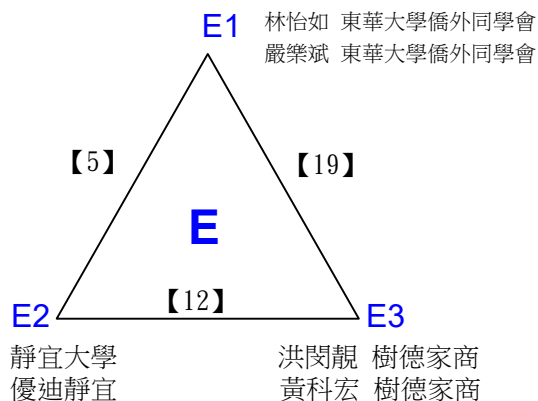 E1 林怡如 東華大學僑外同學會
嚴樂斌 東華大學僑外同學會
【5】 【19】
E
【12】
E2 E3
靜宜大學 洪閔靚 樹德家商
優迪靜宜 黃科宏 樹德家商